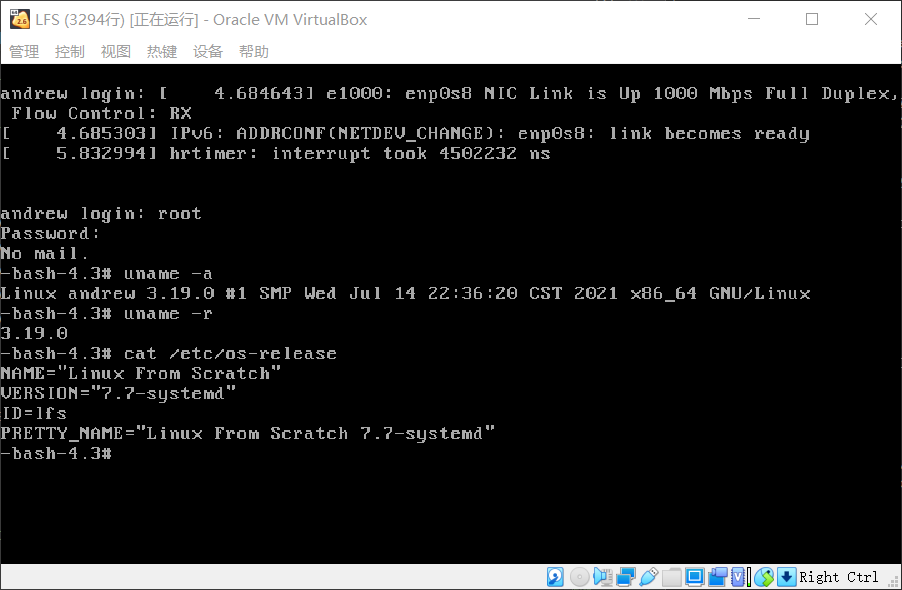 LFS (3294行) [正在运行] - Oracle VM VirtualBox
管理 控制 视图 热键 设备 帮助
andrew login: [    4.684643] e1000: enp0s8 NIC Link is Up 1000 Mbps Full Duplex,
 Flow Control: RX
[    4.685303] IPv6: ADDRCONF(NETDEV_CHANGE): enp0s8: link becomes ready
[    5.832994] hrtimer: interrupt took 4502232 ns
andrew login: root
Password:
No mail.
-bash-4.3# uname -a
Linux andrew 3.19.0 #1 SMP Wed Jul 14 22:36:20 CST 2021 x86_64 GNU/Linux
-bash-4.3# uname -r
3.19.0
-bash-4.3# cat /etc/os-release
NAME="Linux From Scratch"
VERSION="7.7-systemd"
ID=lfs
PRETTY_NAME="Linux From Scratch 7.7-systemd"
-bash-4.3#
Right Ctrl